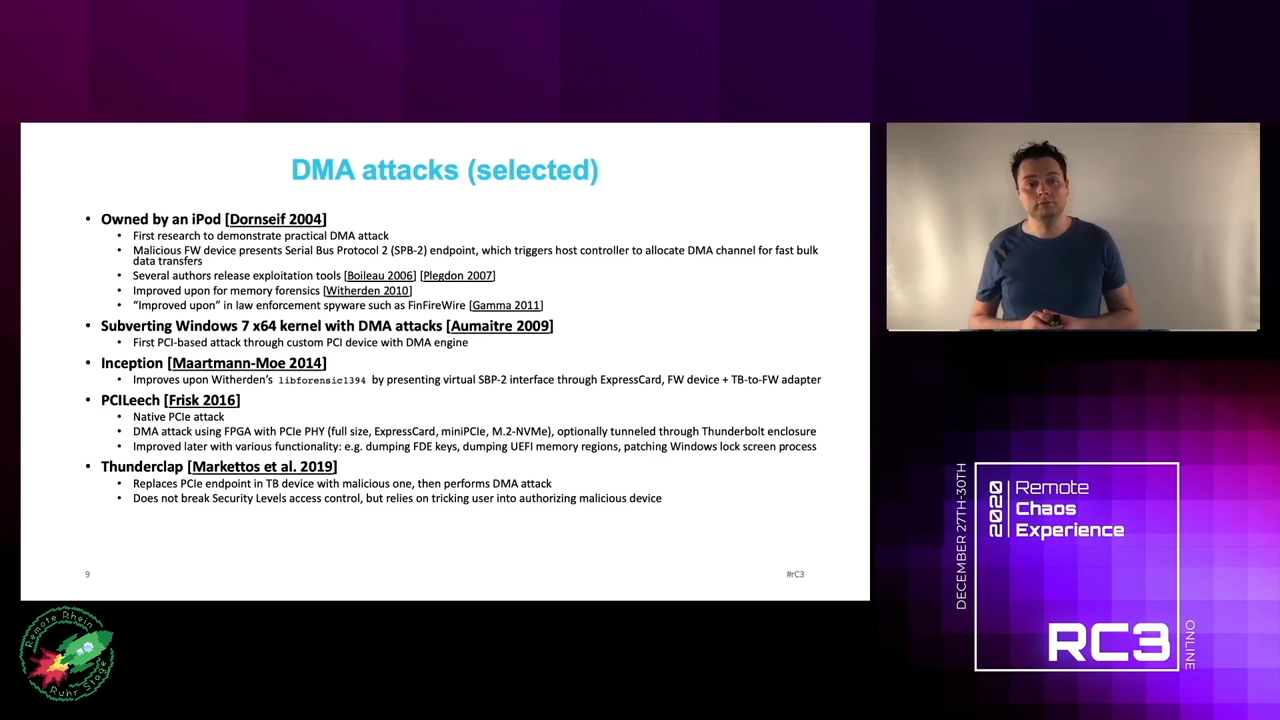 DMA attacks (selected)
• Owned by an iPod [Dornseif 2004]
• First research to demonstrate practical DMA attack
• Malicious FW device presents Serial Bus Protocol 2 (SPB-2) endpoint, which triggers host controller to allocate DMA channel for fast bulk
data transfers
• Several authors release exploitation tools [Boileau 2006] [Plegdon 2007]
• Improved upon for memory forensics [Witherden 2010]
• “Improved upon” in law enforcement spyware such as FinFireWire [Gamma 2011]
• Subverting Windows 7 x64 kernel with DMA attacks [Aumaitre 2009]
• First PCI-based attack through custom PCI device with DMA engine
• Inception [Maartmann-Moe 2014]
• Improves upon Witherden’s libforensic1394 by presenting virtual SBP-2 interface through ExpressCard, FW device + TB-to-FW adapter
• PCILeech [Frisk 2016]
• Native PCIe attack
• DMA attack using FPGA with PCIe PHY (full size, ExpressCard, miniPCIe, M.2-NVMe), optionally tunneled through Thunderbolt enclosure
• Improved later with various functionality: e.g. dumping FDE keys, dumping UEFI memory regions, patching Windows lock screen process
• Thunderclap [Markettos et al. 2019]
• Replaces PCIe endpoint in TB device with malicious one, then performs DMA attack
• Does not break Security Levels access control, but relies on tricking user into authorizing malicious device
9
#rC3
Remote Rhein
Ruhr Stage
DECEMBER 27TH-30TH
2020
Remote
Chaos
Experience
RC3
ONLINE